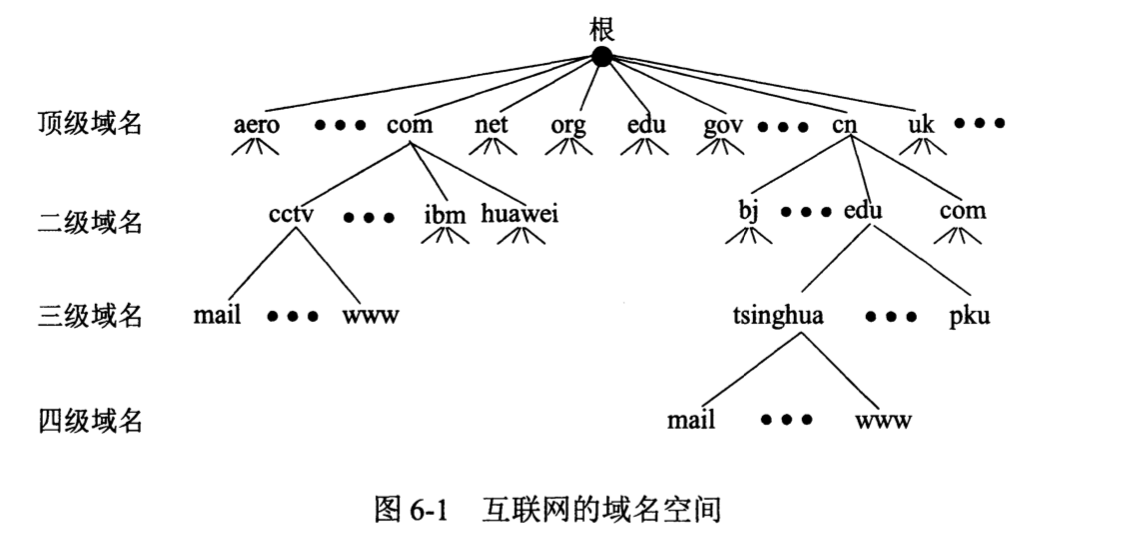 根
顶级域名 aero ••• com net org edu gov ••• cn uk •••
二级域名 cctv ••• ibm huawei bj ••• edu com
三级域名 mail ••• www tsinghua ••• pku
四级域名 mail ••• www
图 6-1 互联网的域名空间